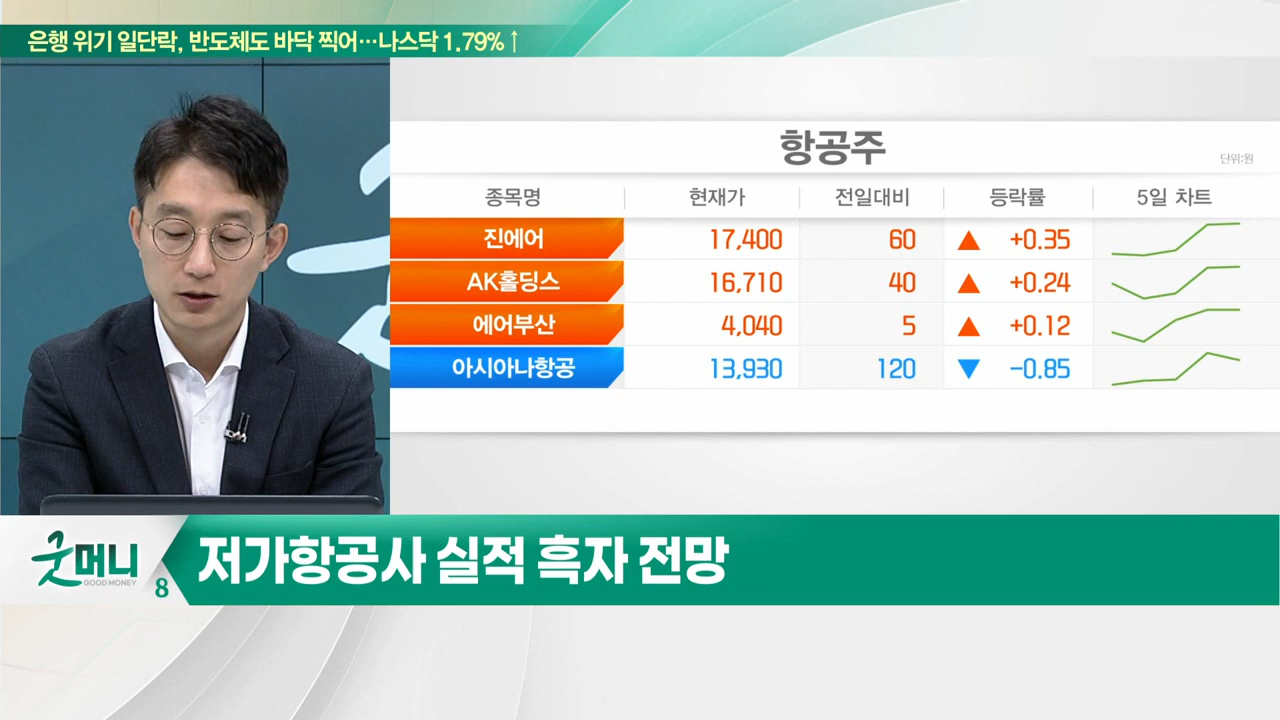 은행 위기 일단락, 반도체도 바닥 찍어…나스닥 1.79%↑
항공주
단위:원
종목명 현재가 전일대비 등락률 5일 차트
진에어 17,400 60 ▲ +0.35
AK홀딩스 16,710 40 ▲ +0.24
에어부산 4,040 5 ▲ +0.12
아시아나항공 13,930 120 ▼ -0.85
굿머니
GOOD MONEY
8
저가항공사 실적 흑자 전망